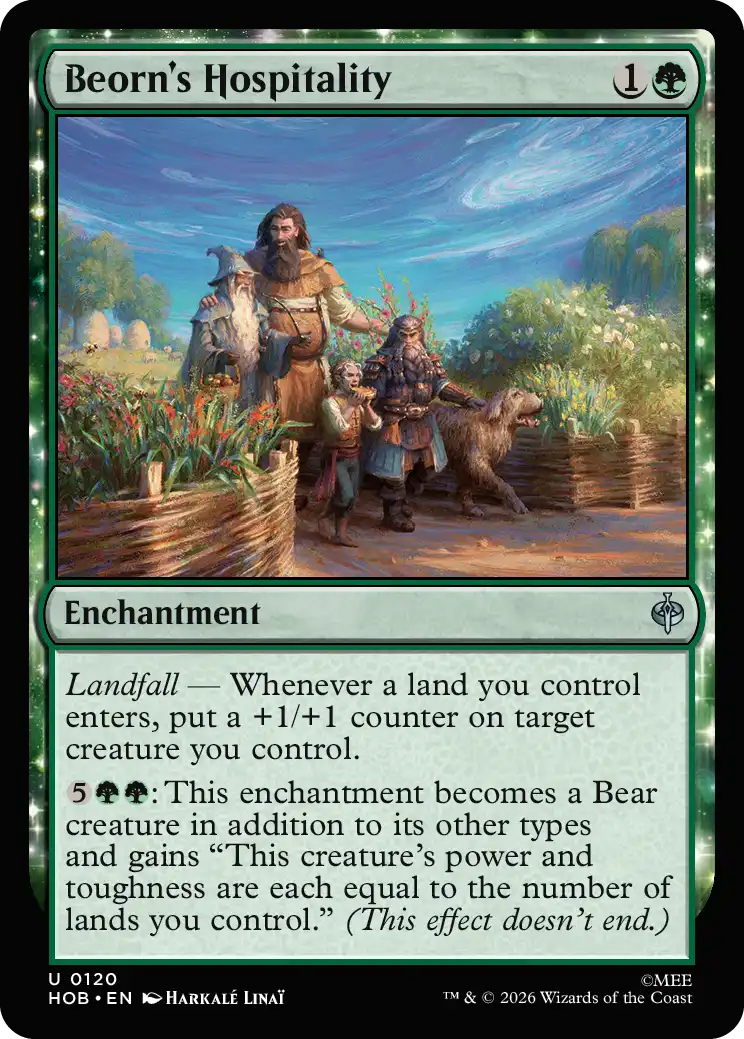 Beorn's Hospitality 1
Enchantment
Landfall — Whenever a land you control
enters, put a +1/+1 counter on target
creature you control.
5: This enchantment becomes a Bear
creature in addition to its other types
and gains “This creature’s power and
toughness are each equal to the number of
lands you control.” (This effect doesn’t end.)
U 0120
HOB • EN Harkalé Linaï
©MEE
™ & © 2026 Wizards of the Coast